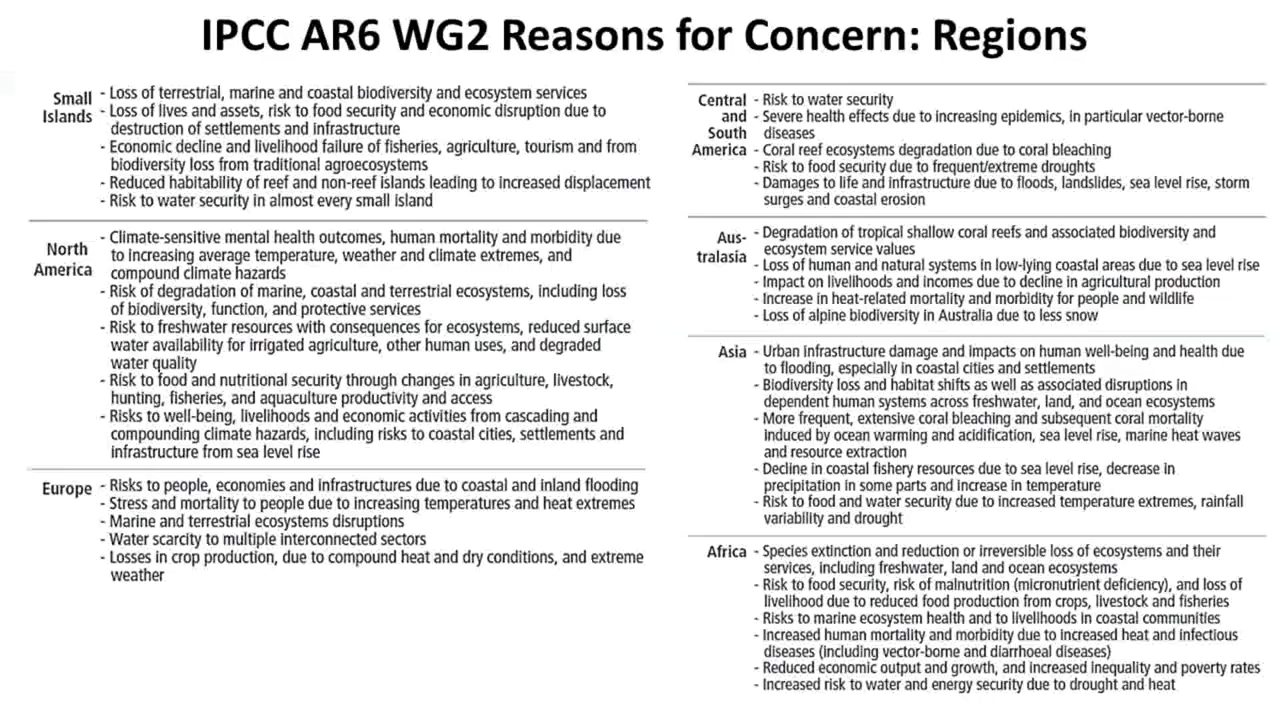 IPCC AR6 WG2 Reasons for Concern: Regions
Small Islands
- Loss of terrestrial, marine and coastal biodiversity and ecosystem services
- Loss of lives and assets, risk to food security and economic disruption due to
destruction of settlements and infrastructure
- Economic decline and livelihood failure of fisheries, agriculture, tourism and from
biodiversity loss from traditional agroecosystems
- Reduced habitability of reef and non-reef islands leading to increased displacement
- Risk to water security in almost every small island
North America
- Climate-sensitive mental health outcomes, human mortality and morbidity due
to increasing average temperature, weather and climate extremes, and
compound climate hazards
- Risk of degradation of marine, coastal and terrestrial ecosystems, including loss
of biodiversity, function, and protective services
- Risk to freshwater resources with consequences for ecosystems, reduced surface
water availability for irrigated agriculture, other human uses, and degraded
water quality
- Risk to food and nutritional security through changes in agriculture, livestock,
hunting, fisheries, and aquaculture productivity and access
- Risks to well-being, livelihoods and economic activities from cascading and
compounding climate hazards, including risks to coastal cities, settlements and
infrastructure from sea level rise
Europe
- Risks to people, economies and infrastructures due to coastal and inland flooding
- Stress and mortality to people due to increasing temperatures and heat extremes
- Marine and terrestrial ecosystems disruptions
- Water scarcity to multiple interconnected sectors
- Losses in crop production, due to compound heat and dry conditions, and extreme
weather
Central and South America
- Risk to water security
- Severe health effects due to increasing epidemics, in particular vector-borne
diseases
- Coral reef ecosystems degradation due to coral bleaching
- Risk to food security due to frequent/extreme droughts
- Damages to life and infrastructure due to floods, landslides, sea level rise, storm
surges and coastal erosion
Aus-
tralasia
- Degradation of tropical shallow coral reefs and associated biodiversity and
ecosystem service values
- Loss of human and natural systems in low-lying coastal areas due to sea level rise
- Impact on livelihoods and incomes due to decline in agricultural production
- Increase in heat-related mortality and morbidity for people and wildlife
- Loss of alpine biodiversity in Australia due to less snow
Asia
- Urban infrastructure damage and impacts on human well-being and health due
to flooding, especially in coastal cities and settlements
- Biodiversity loss and habitat shifts as well as associated disruptions in
dependent human systems across freshwater, land, and ocean ecosystems
- More frequent, extensive coral bleaching and subsequent coral mortality
induced by ocean warming and acidification, sea level rise, marine heat waves
and resource extraction
- Decline in coastal fishery resources due to sea level rise, decrease in
precipitation in some parts and increase in temperature
- Risk to food and water security due to increased temperature extremes, rainfall
variability and drought
Africa
- Species extinction and reduction or irreversible loss of ecosystems and their
services, including freshwater, land and ocean ecosystems
- Risk to food security, risk of malnutrition (micronutrient deficiency), and loss of
livelihood due to reduced food production from crops, livestock and fisheries
- Risks to marine ecosystem health and to livelihoods in coastal communities
- Increased human mortality and morbidity due to increased heat and infectious
diseases (including vector-borne and diarrhoeal diseases)
- Reduced economic output and growth, and increased inequality and poverty rates
- Increased risk to water and energy security due to drought and heat